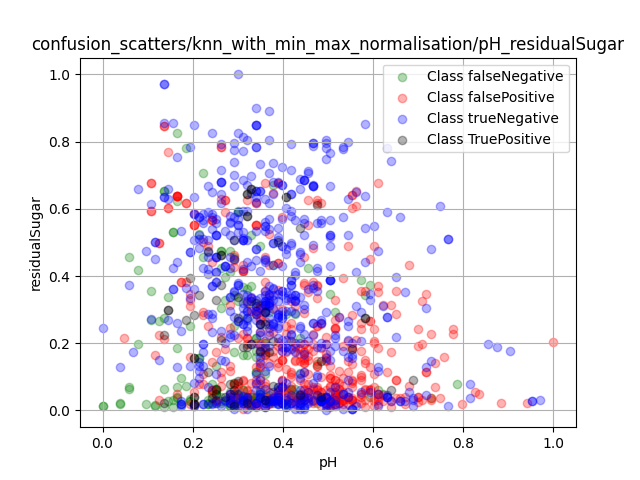 confusion_scatters/knn_with_min_max_normalisation/pH_residualSugar
1.0
0.8
0.6
0.4
0.2
0.0
residualSugar
Class falseNegative
Class falsePositive
Class trueNegative
Class TruePositive
0.0 0.2 0.4 0.6 0.8 1.0
pH